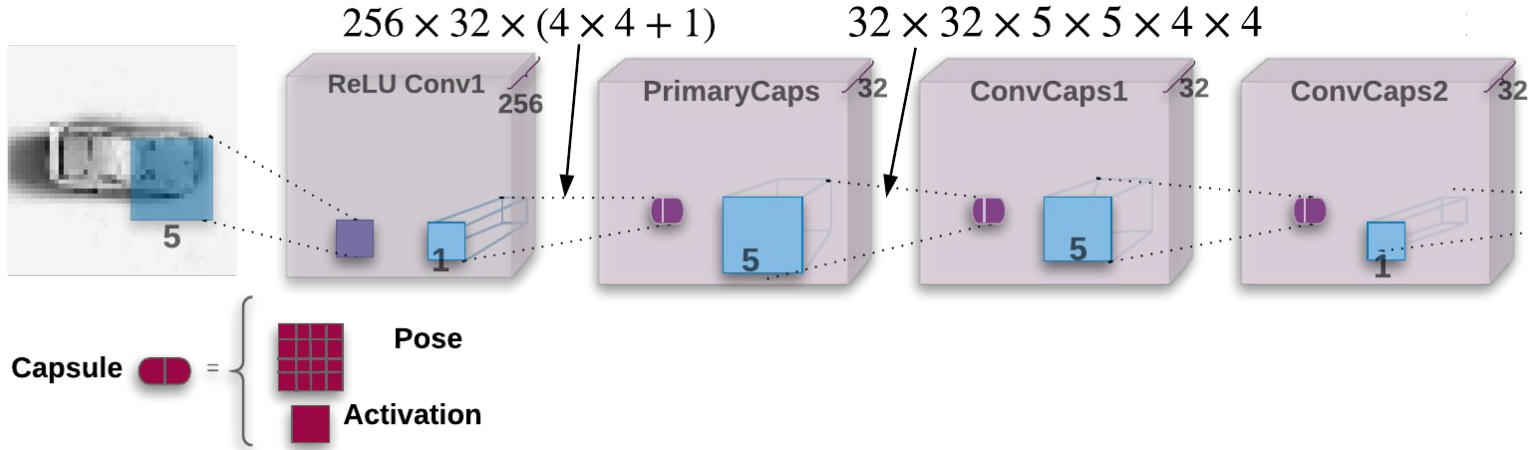 256 × 32 × (4 × 4 + 1)
32 × 32 × 5 × 5 × 4 × 4
ReLU Conv1
256
PrimaryCaps
32
ConvCaps1
32
ConvCaps2
32
5
1
5
5
1
Capsule
=
Pose
Activation